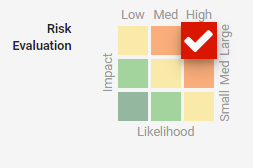 Risk
Evaluation
Low Med High
Impact
Small Med Large
Likelihood